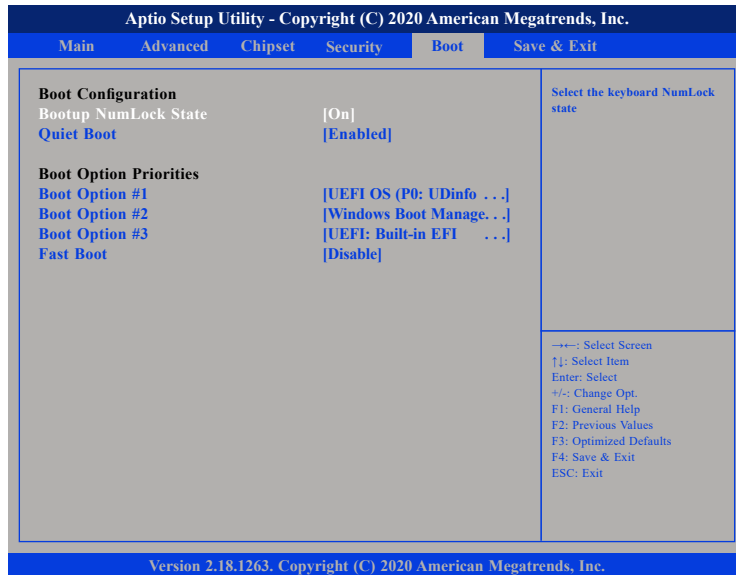 Aptio Setup Utility - Copyright (C) 2020 American Megatrends, Inc.
Main Advanced Chipset Security Boot Save & Exit
Boot Configuration
Bootup NumLock State [On]
Quiet Boot [Enabled]
Boot Option Priorities
Boot Option #1 [UEFI OS (P0: UDinfo . . .]
Boot Option #2 [Windows Boot Manage. . .]
Boot Option #3 [UEFI: Built-in EFI . . .]
Fast Boot [Disable]
Select the keyboard NumLock
state
→←: Select Screen
↑↓: Select Item
Enter: Select
+/-: Change Opt.
F1: General Help
F2: Previous Values
F3: Optimized Defaults
F4: Save & Exit
ESC: Exit
Version 2.18.1263. Copyright (C) 2020 American Megatrends, Inc.